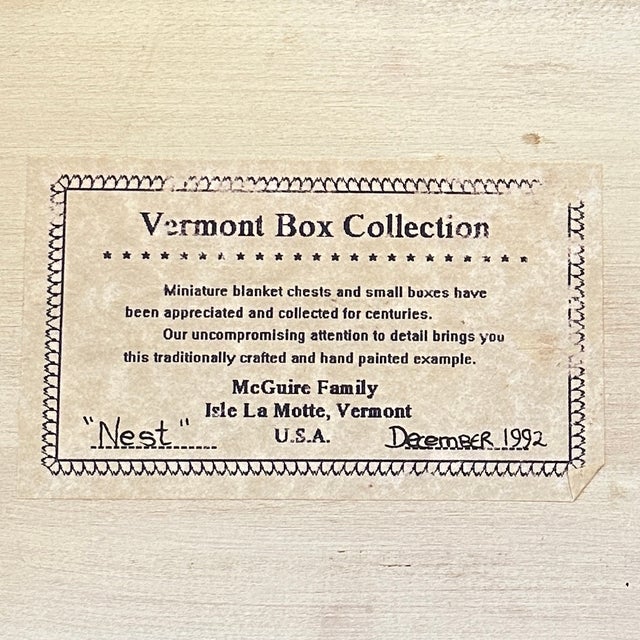 Vermont Box Collection
* * * * * * * * * * * * * * * * * * * * * *
Miniature blanket chests and small boxes have
been appreciated and collected for centuries.
Our uncompromising attention to detail brings you
this traditionally crafted and hand painted example.
McGuire Family
Isle La Motte, Vermont
"Nest" U.S.A. December 1992